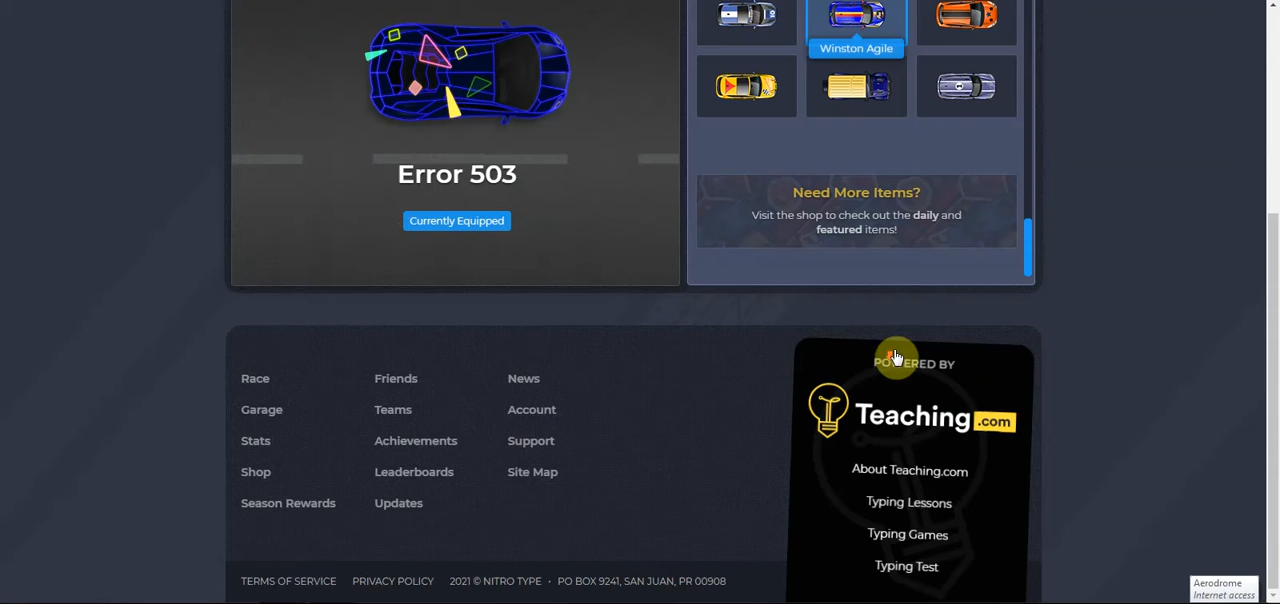 Winston Agile
Error 503
Currently Equipped
Need More Items?
Visit the shop to check out the daily and
featured items!
Race
Friends
News
Garage
Teams
Account
Stats
Achievements
Support
Shop
Leaderboards
Site Map
Season Rewards
Updates
POWERED BY
Teaching.com
About Teaching.com
Typing Lessons
Typing Games
Typing Test
TERMS OF SERVICE
PRIVACY POLICY
2021 © NITRO TYPE • PO BOX 9241, SAN JUAN, PR 00908
Aerodrome
Internet access